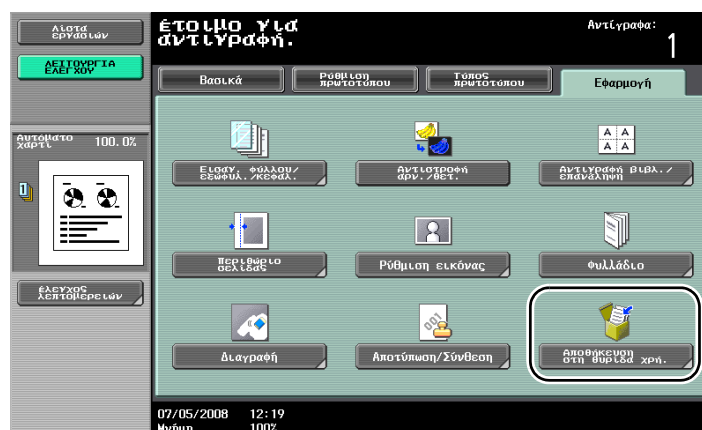 Λίστα
εργασιών
έτοιμο για
αντιγραφή.
Αντίγραφα:
1
ΛΕΙΤΟΥΡΓΙΑ
ΕΛΕΓΧΟΥ
Βασικά
Ρύθμιση
πρωτοτύπου
Τύπος
πρωτοτύπου
Εφαρμογή
Αυτόματο
χαρτί
100.0%
Εισαγ. φύλλου/
εξώφυλ./κεφαλ.
Αντιστροφή
αρν./θετ.
Αντιγραφή βιβλ./
επανάληψη
Περιθώριο
σελίδας
Ρύθμιση εικόνας
Φυλλάδιο
έλεγχος
λεπτομερειών
Διαγραφή
Αποτύπωση/Σύνθεση
Αποθήκευση
στη θυρίδα χρή.
07/05/2008 12:19
Μνήμη 100%